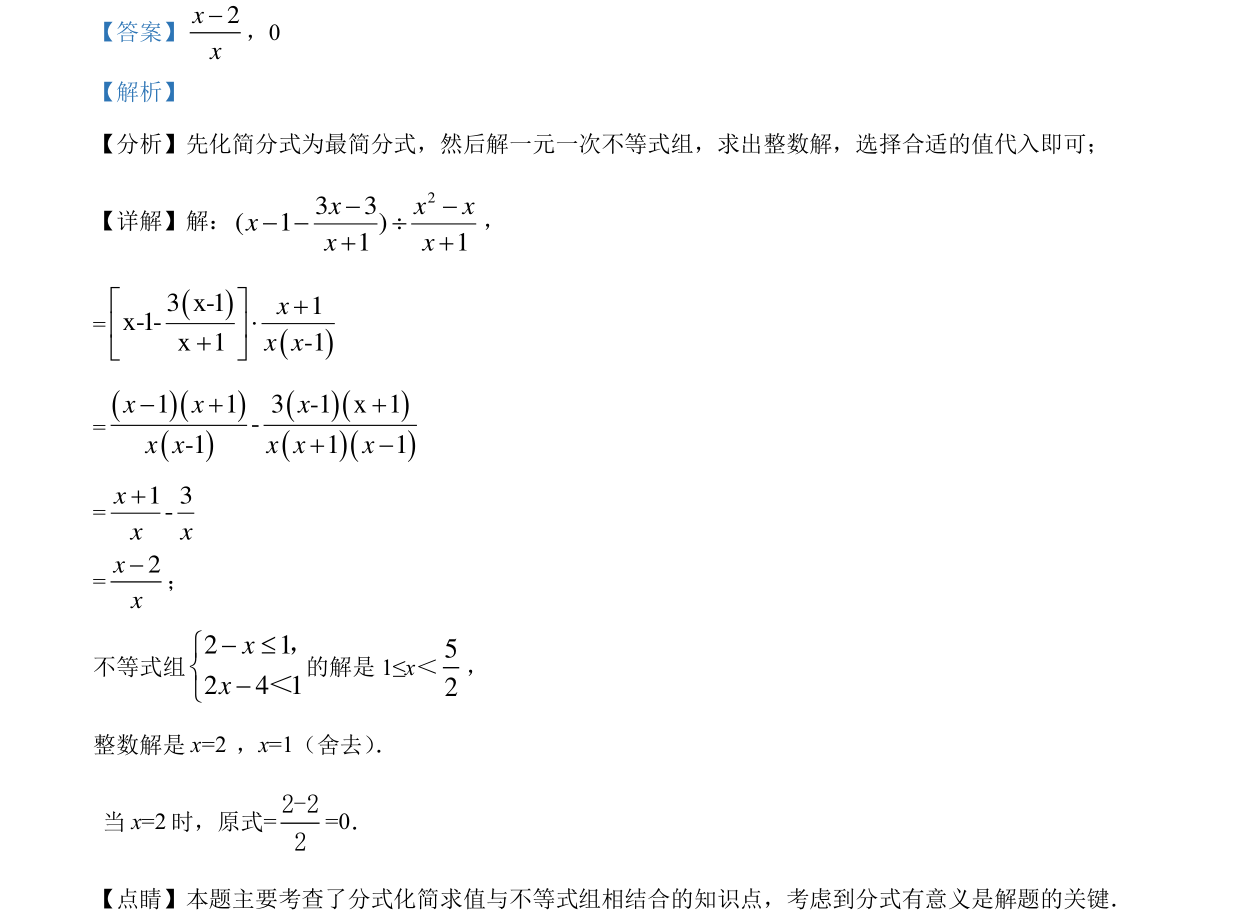 【答案】$\frac{x-2}{x}$，0
【解析】
【分析】先化简分式为最简分式，然后解一元一次不等式组，求出整数解，选择合适的值代入即可；
【详解】解：$(x-1-\frac{3x-3}{x+1})\div\frac{x^2-x}{x+1}$，
=$\left[x-1-\frac{3(x-1)}{x+1}\right]\cdot\frac{x+1}{x(x-1)}$
=$\frac{(x-1)(x+1)}{x(x-1)}-\frac{3(x-1)(x+1)}{x(x+1)(x-1)}$
=$\frac{x+1}{x}-\frac{3}{x}$
=$\frac{x-2}{x}$；
不等式组$\begin{cases}2-x\leq1，\\2x-4＜1\end{cases}$的解是 1≤x＜$\frac{5}{2}$，
整数解是 x=2 ，x=1（舍去）．
当 x=2 时，原式=$\frac{2-2}{2}$=0．
【点睛】本题主要考查了分式化简求值与不等式组相结合的知识点，考虑到分式有意义是解题的关键．